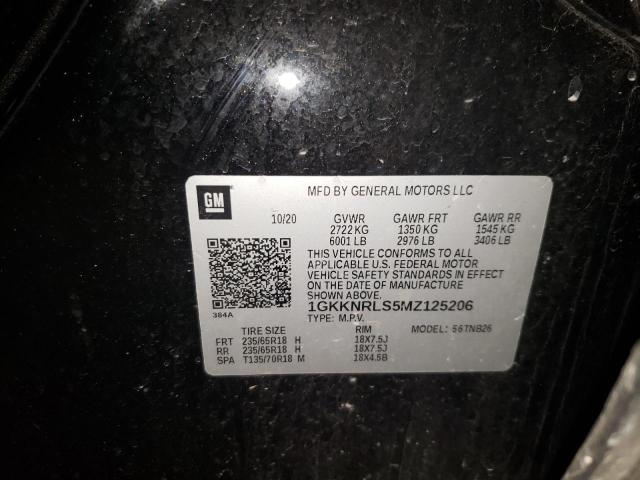 GM
MFD BY GENERAL MOTORS LLC
10/20 GVWR GAWR FRT GAWR RR
2722 KG 1350 KG 1545 KG
6001 LB 2976 LB 3406 LB
THIS VEHICLE CONFORMS TO ALL
APPLICABLE U.S. FEDERAL MOTOR
VEHICLE SAFETY STANDARDS IN EFFECT
ON THE DATE OF MANUFACTURE
SHOWN ABOVE.
384A
1GKKNRLS5MZ125206
TYPE: M.P.V. MODEL: 56TNB26
TIRE SIZE RIM
FRT 235/65R18 H 18X7.5J
RR 235/65R18 H 18X7.5J
SPA T135/70R18 M 18X4.5B